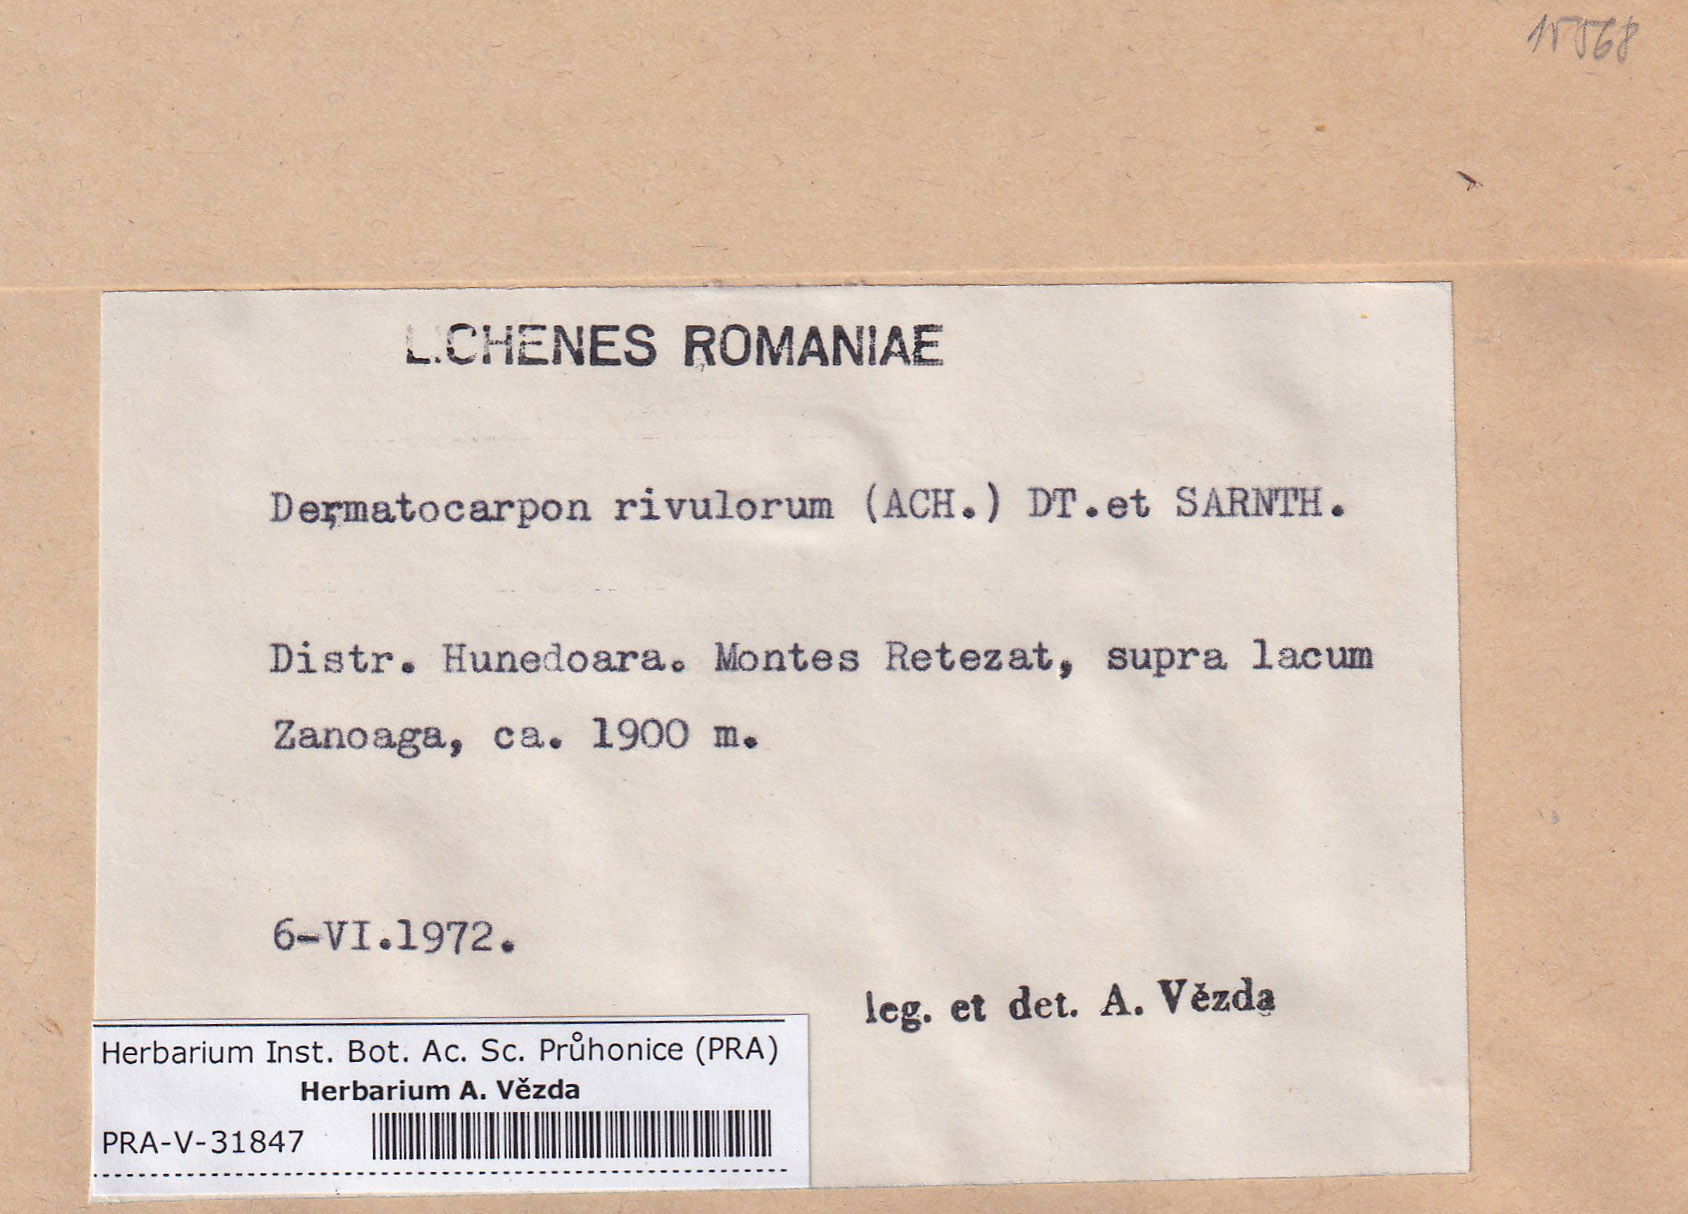 LICHENES ROMANIAE
Dermatocarpon rivulorum (ACH.) DT.et SARNTH.
Distr. Hunedoara. Montes Retezat, supra lacum
Zanoaga, ca. 1900 m.
6-VI.1972.
leg. et det. A. Vězda
Herbarium Inst. Bot. Ac. Sc. Průhonice (PRA)
Herbarium A. Vězda
PRA-V-31847